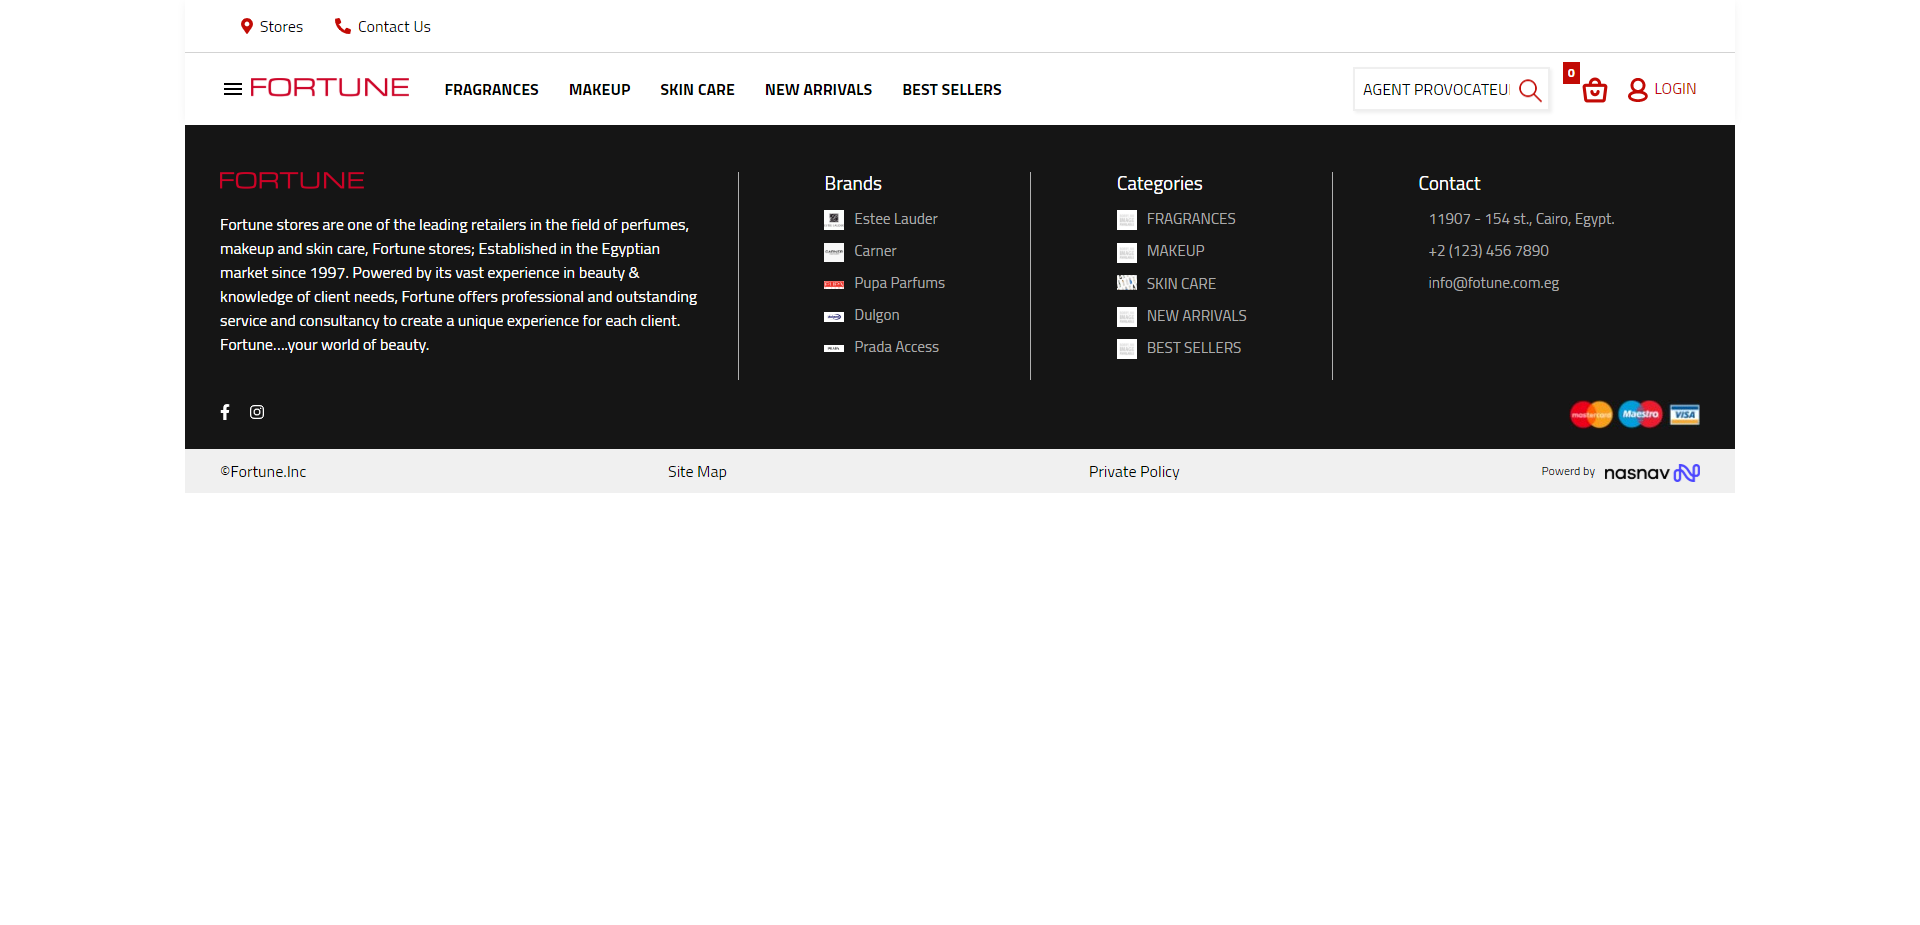 Stores
Contact Us
FORTUNE
FRAGRANCES
MAKEUP
SKIN CARE
NEW ARRIVALS
BEST SELLERS
AGENT PROVOCATEU
0
LOGIN
FORTUNE
Fortune stores are one of the leading retailers in the field of perfumes,
makeup and skin care, Fortune stores; Established in the Egyptian
market since 1997. Powered by its vast experience in beauty &
knowledge of client needs, Fortune offers professional and outstanding
service and consultancy to create a unique experience for each client.
Fortune....your world of beauty.
Brands
Estee Lauder
Carner
Pupa Parfums
Dulgon
Prada Access
Categories
FRAGRANCES
MAKEUP
SKIN CARE
NEW ARRIVALS
BEST SELLERS
Contact
11907 - 154 st., Cairo, Egypt.
+2 (123) 456 7890
info@fotune.com.eg
mastercard
Maestro
VISA
©Fortune.Inc
Site Map
Private Policy
Powerd by
nasnav